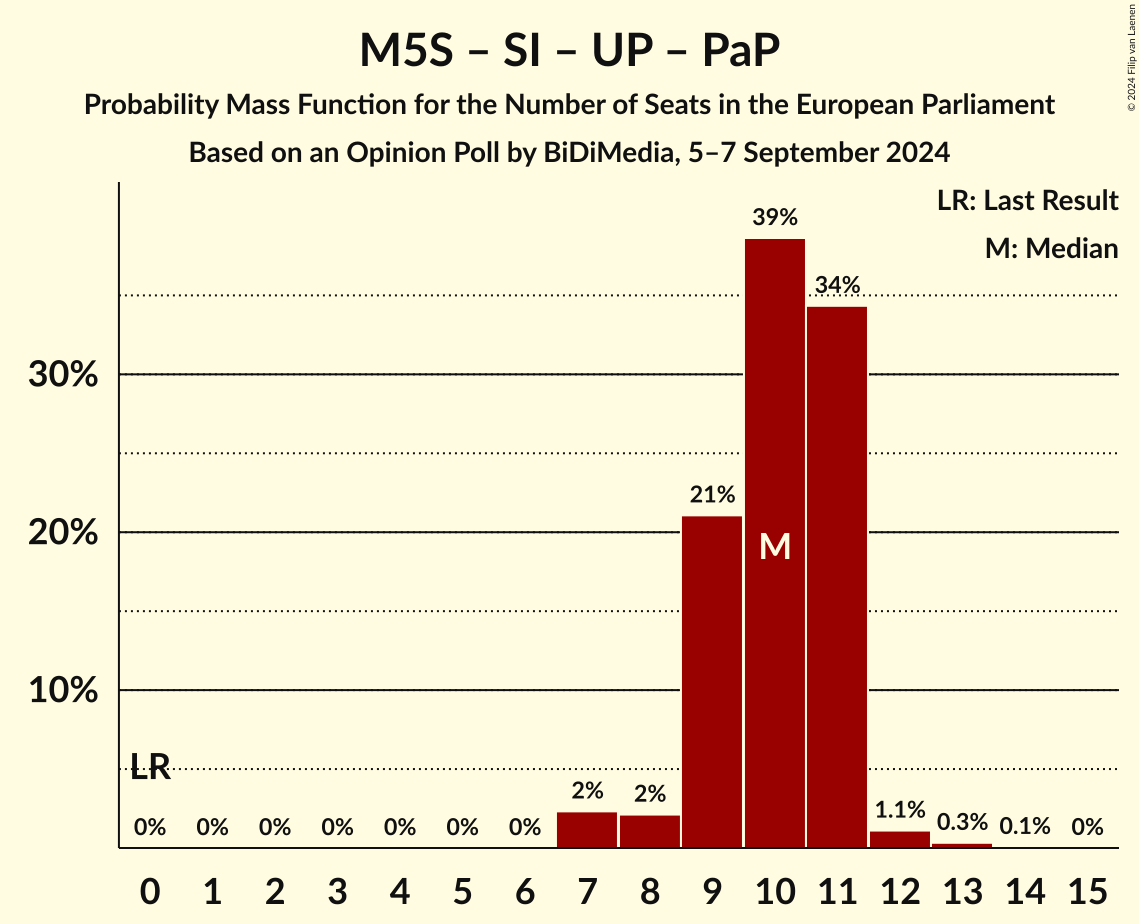 M5S – SI – UP – PaP
Probability Mass Function for the Number of Seats in the European Parliament
Based on an Opinion Poll by BiDiMedia, 5–7 September 2024
© 2024 Filip van Laenen
LR: Last Result
M: Median
39%
34%
30%
21%
20%
M
10%
LR
2%
2%
1.1%
0.3%
0.1%
0%
0%
0%
0%
0%
0%
0%
0%
0 1 2 3 4 5 6 7 8 9 10 11 12 13 14 15